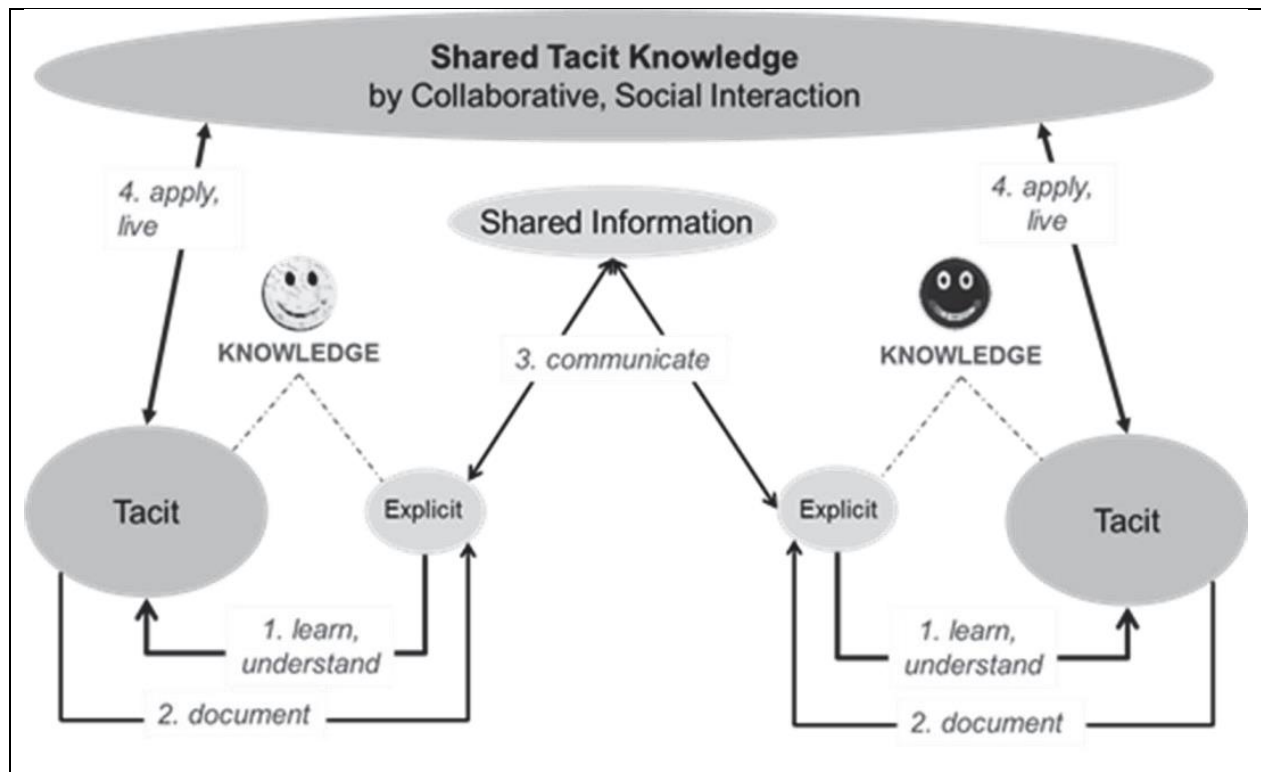 Shared Tacit Knowledge
by Collaborative, Social Interaction
4. apply,
live
Shared Information
4. apply,
live
KNOWLEDGE
3. communicate
KNOWLEDGE
Tacit
Explicit
Explicit
Tacit
1. learn,
understand
1. learn,
understand
2. document
2. document